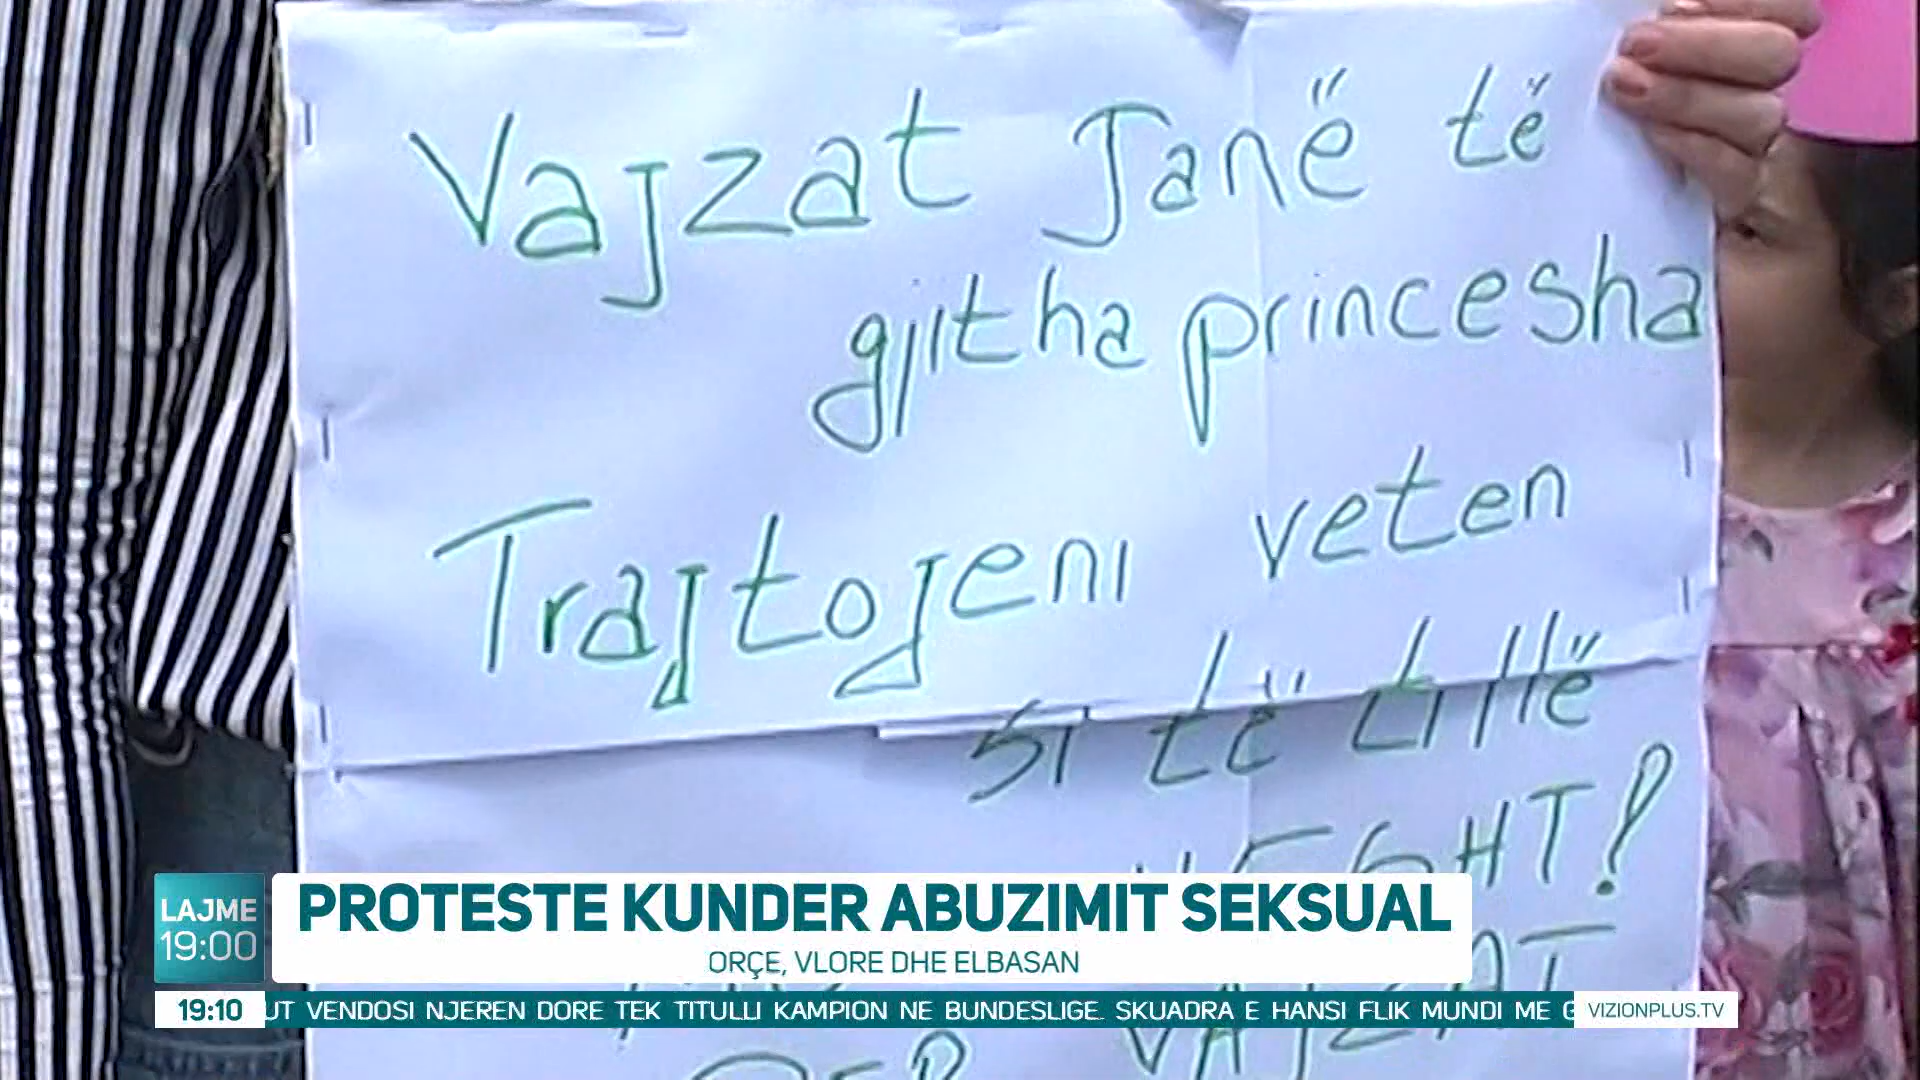 Vajzat Janë të
gjitha princesha
Trajtojeni veten
si të tillë
PROTESTE KUNDER ABUZIMIT SEKSUAL
ORÇE, VLORE DHE ELBASAN
LAJME
19:00
19:10 UT VENDOSI NJEREN DORE TEK TITULLI KAMPION NE BUNDESLIGE. SKUADRA E HANSI FLIK MUNDI ME G VIZIONPLUS.TV
VAJZAT